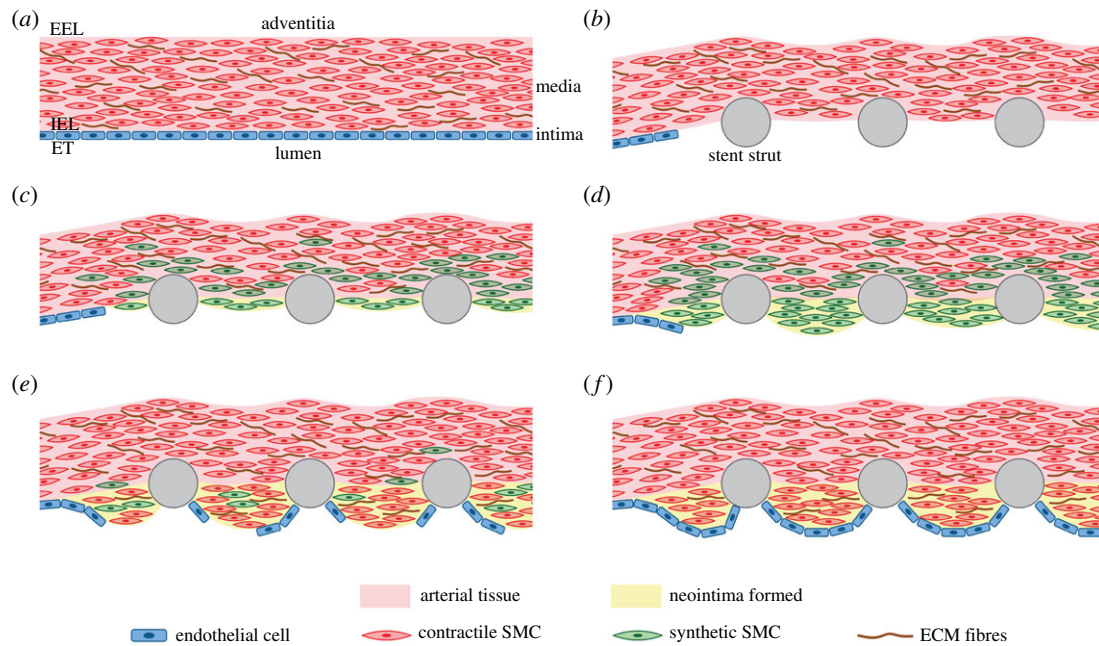 (a)
EEL
adventitia
media
IEL
intima
ET
lumen
(b)
stent strut
(c)
(d)
(e)
(f)
arterial tissue
neointima formed
endothelial cell
contractile SMC
synthetic SMC
ECM fibres